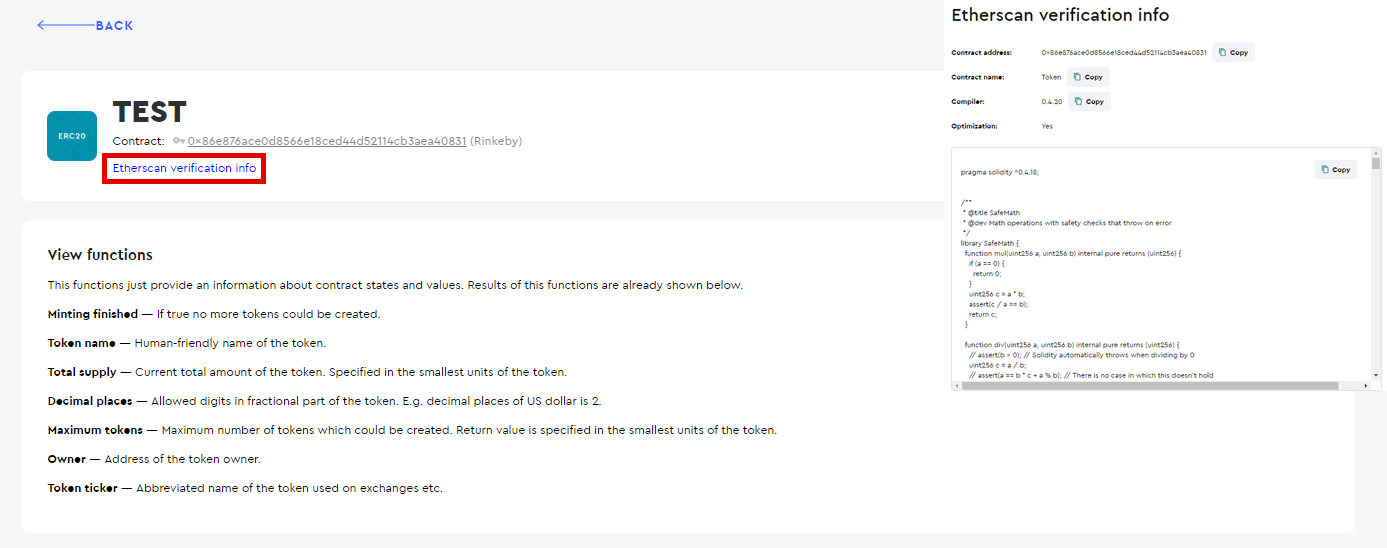 BACK
ERC20
TEST
Contract: 0x86e876ace0d8566e18ced44d52114cb3aea40831 (Rinkeby)
Etherscan verification info
View functions
This functions just provide an information about contract states and values. Results of this functions are already shown below.
Minting finished — If true no more tokens could be created.
Token name — Human-friendly name of the token.
Total supply — Current total amount of the token. Specified in the smallest units of the token.
Decimal places — Allowed digits in fractional part of the token. E.g. decimal places of US dollar is 2.
Maximum tokens — Maximum number of tokens which could be created. Return value is specified in the smallest units of the token.
Owner — Address of the token owner.
Token ticker — Abbreviated name of the token used on exchanges etc.
Etherscan verification info
Contract address: 0x86e876ace0d8566e18ced44d52114cb3aea40831 Copy
Contract name: Token Copy
Compiler: 0.4.20 Copy
Optimization: Yes
Copy
pragma solidity ^0.4.18;
/**
* @title SafeMath
* @dev Math operations with safety checks that throw on error
*/
library SafeMath {
function mul(uint256 a, uint256 b) internal pure returns (uint256) {
if (a == 0) {
return 0;
}
uint256 c = a * b;
assert(c / a == b);
return c;
}
function div(uint256 a, uint256 b) internal pure returns (uint256) {
// assert(b > 0); // Solidity automatically throws when dividing by 0
uint256 c = a / b;
// assert(a == b * c + a % b); // There is no case in which this doesn't hold